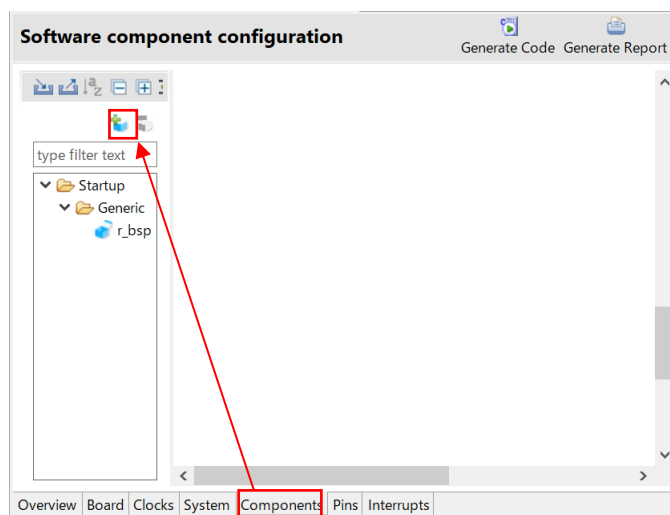 Software component configuration
Generate Code Generate Report
type filter text
Startup
Generic
r_bsp
Overview Board Clocks System Components Pins Interrupts